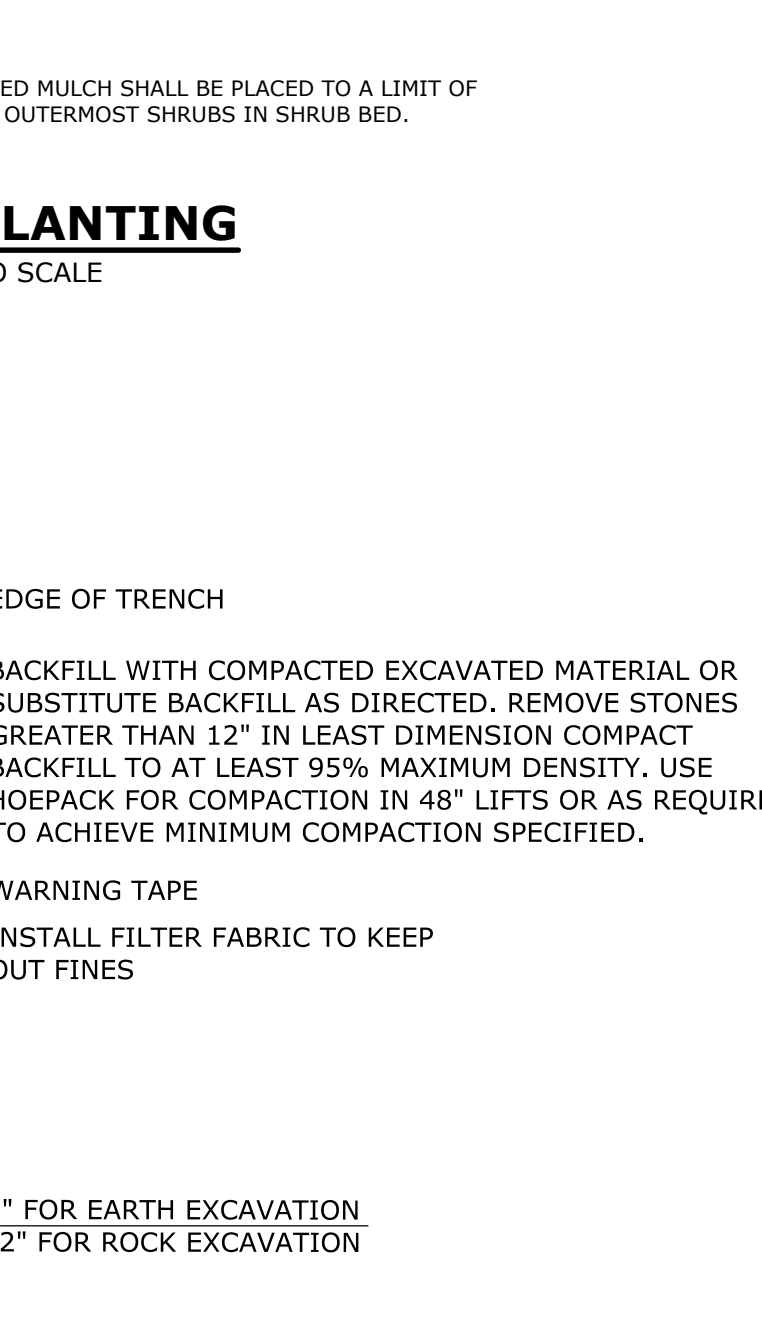 ED MULCH SHALL BE PLACED TO A LIMIT OF
OUTERMOST SHRUBS IN SHRUB BED.
LANTING
O SCALE
EDGE OF TRENCH
BACKFILL WITH COMPACTED EXCAVATED MATERIAL OR
SUBSTITUTE BACKFILL AS DIRECTED. REMOVE STONES
GREATER THAN 12" IN LEAST DIMENSION COMPACT
BACKFILL TO AT LEAST 95% MAXIMUM DENSITY. USE
HOEPACK FOR COMPACTION IN 48" LIFTS OR AS REQUIR
TO ACHIEVE MINIMUM COMPACTION SPECIFIED.
WARNING TAPE
INSTALL FILTER FABRIC TO KEEP
OUT FINES
" FOR EARTH EXCAVATION
2" FOR ROCK EXCAVATION